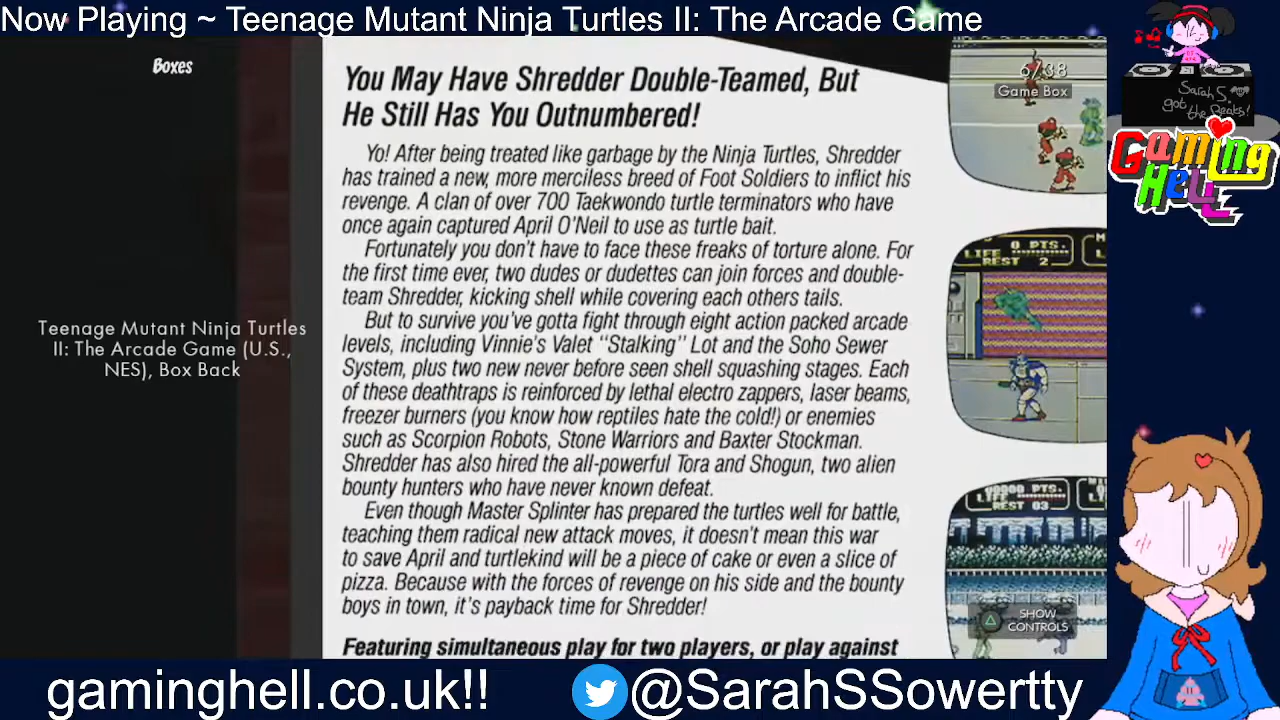 Now Playing ~ Teenage Mutant Ninja Turtles II: The Arcade Game
Boxes
Teenage Mutant Ninja Turtles
II: The Arcade Game (U.S.,
NES), Box Back
You May Have Shredder Double-Teamed, But
He Still Has You Outnumbered!
Yo! After being treated like garbage by the Ninja Turtles, Shredder
has trained a new, more merciless breed of Foot Soldiers to inflict his
revenge. A clan of over 700 Taekwondo turtle terminators who have
once again captured April O'Neil to use as turtle bait.
Fortunately you don't have to face these freaks of torture alone. For
the first time ever, two dudes or dudettes can join forces and double-
team Shredder, kicking shell while covering each others tails.
But to survive you've gotta fight through eight action packed arcade
levels, including Vinnie's Valet "Stalking" Lot and the Soho Sewer
System, plus two new never before seen shell squashing stages. Each
of these deathtraps is reinforced by lethal electro zappers, laser beams,
freezer burners (you know how reptiles hate the cold!) or enemies
such as Scorpion Robots, Stone Warriors and Baxter Stockman.
Shredder has also hired the all-powerful Tora and Shogun, two alien
bounty hunters who have never known defeat.
Even though Master Splinter has prepared the turtles well for battle,
teaching them radical new attack moves, it doesn't mean this war
to save April and turtlekind will be a piece of cake or even a slice of
pizza. Because with the forces of revenge on his side and the bounty
boys in town, it's payback time for Shredder!
Featuring simultaneous play for two players, or play against
6/38
Game Box
0 PTS.
LIFE
REST 2
PTS.
LIFE
REST 03
SHOW
CONTROLS
Sarah S.
got
the Beaks!
Gaming
Hell
gaminghell.co.uk!!
@SarahSSowertty